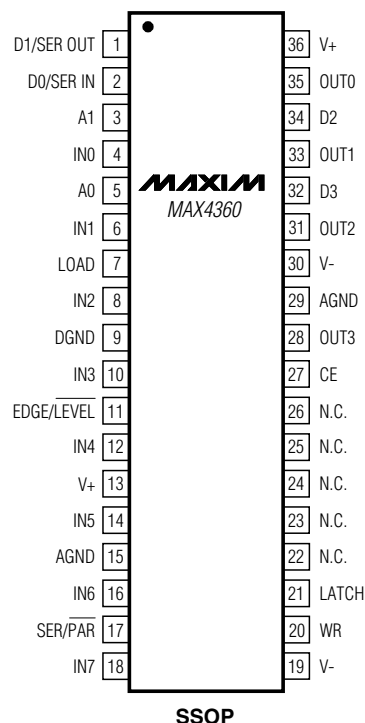 D1/SER OUT 1
D0/SER IN 2
A1 3
IN0 4
A0 5
IN1 6
LOAD 7
IN2 8
DGND 9
IN3 10
EDGE/LEVEL 11
IN4 12
V+ 13
IN5 14
AGND 15
IN6 16
SER/PAR 17
IN7 18
MAXIM
MAX4360
36 V+
35 OUT0
34 D2
33 OUT1
32 D3
31 OUT2
30 V-
29 AGND
28 OUT3
27 CE
26 N.C.
25 N.C.
24 N.C.
23 N.C.
22 N.C.
21 LATCH
20 WR
19 V-
SSOP